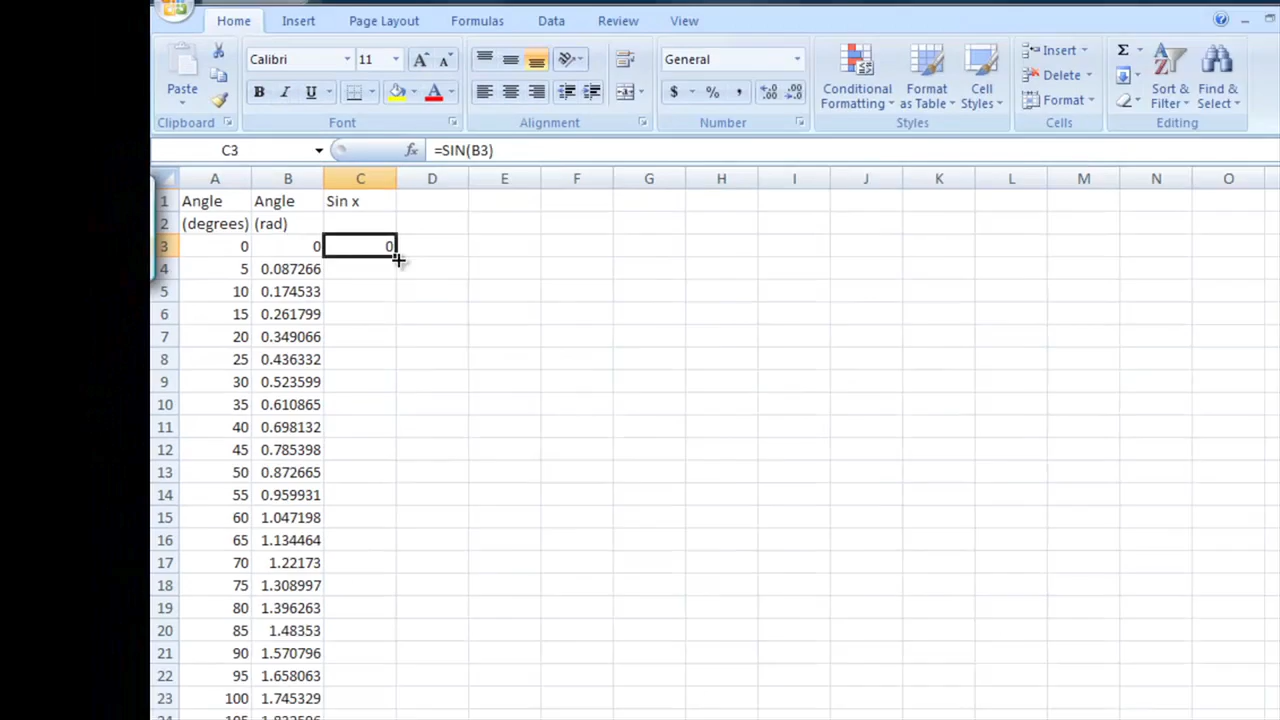 Home Insert Page Layout Formulas Data Review View
Calibri 11 General Insert Σ
Paste Conditional Format Cell Delete Sort & Find &
B I U A $ % , Formatting as Table Styles Format Filter Select
Clipboard Font Alignment Number Styles Cells Editing
C3 fx =SIN(B3)
A B C D E F G H I J K L M N O
1 Angle Angle Sin x
2 (degrees) (rad)
3 0 0 0
4 5 0.087266
5 10 0.174533
6 15 0.261799
7 20 0.349066
8 25 0.436332
9 30 0.523599
10 35 0.610865
11 40 0.698132
12 45 0.785398
13 50 0.872665
14 55 0.959931
15 60 1.047198
16 65 1.134464
17 70 1.22173
18 75 1.308997
19 80 1.396263
20 85 1.48353
21 90 1.570796
22 95 1.658063
23 100 1.745329